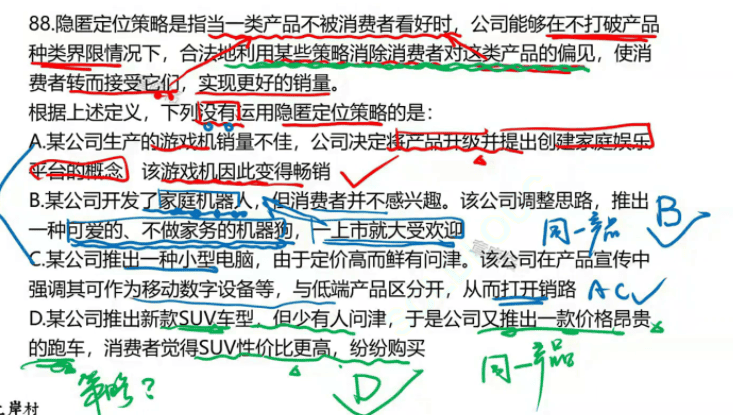 88.隐匿定位策略是指当一类产品不被消费者看好时，公司能够在不打破产品
种类界限情况下，合法地利用某些策略消除消费者对这类产品的偏见，使消
费者转而接受它们，实现更好的销量。
根据上述定义，下列没有运用隐匿定位策略的是：
A.某公司生产的游戏机销量不佳，公司决定将产品升级并提出创建家庭娱乐
平台的概念，该游戏机因此变得畅销
B.某公司开发了家庭机器人，但消费者并不感兴趣。该公司调整思路，推出
一种可爱的、不做家务的机器狗，一上市就大受欢迎
同一产品
B
C.某公司推出一种小型电脑，由于定价高而鲜有问津。该公司在产品宣传中
强调其可作为移动数字设备等，与低端产品区分开，从而打开销路
AC
D.某公司推出新款SUV车型，但少有人问津，于是公司又推出一款价格昂贵
的跑车，消费者觉得SUV性价比更高，纷纷购买
同一产品
策略？
D
上岸村